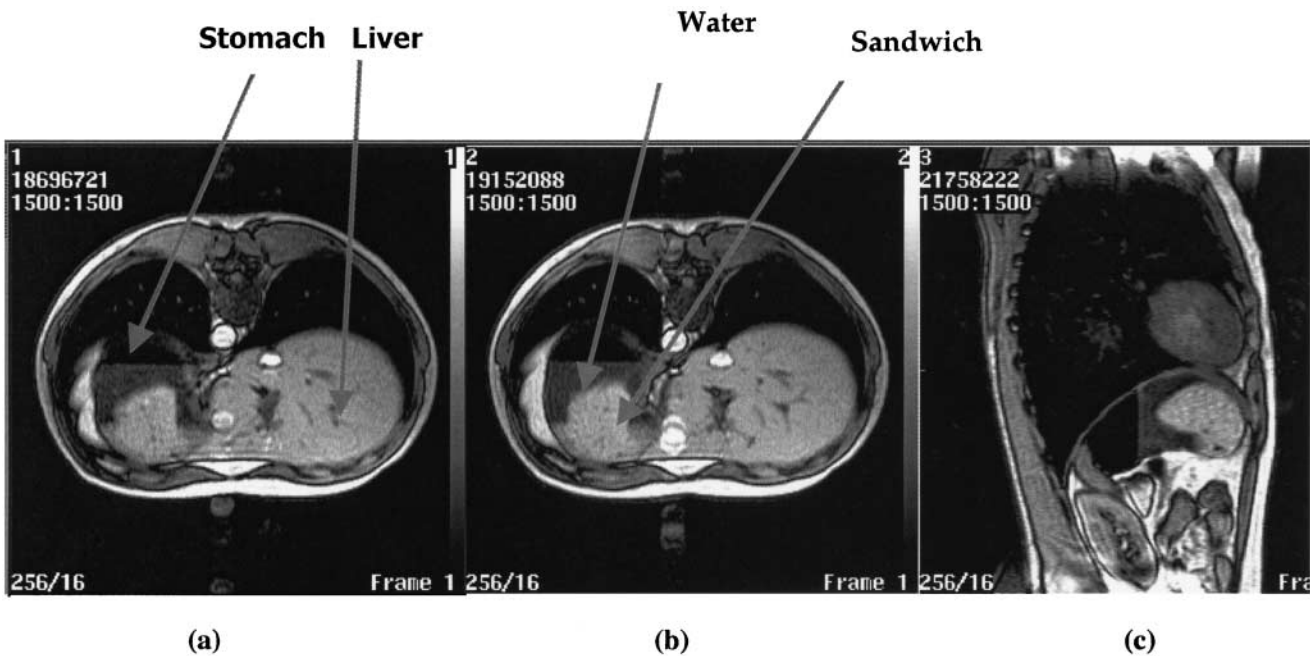 Stomach Liver
Water
Sandwich
1
18696721
1500:1500
1
2
19152088
1500:1500
2
3
21758222
1500:1500
256/16
Frame 1
256/16
Frame 1
256/16
Fra
(a)
(b)
(c)